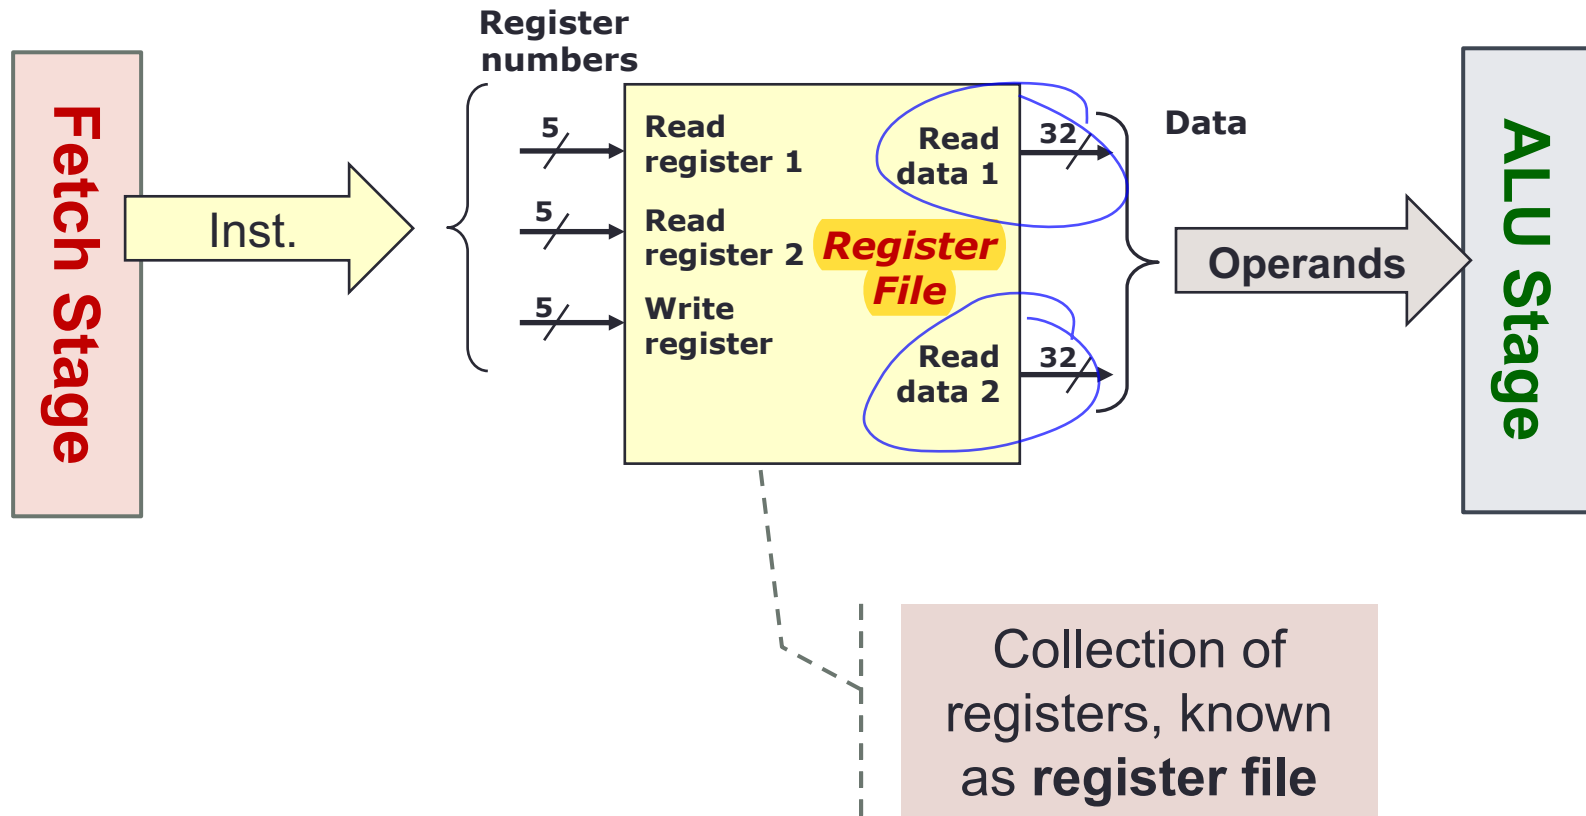 Register
numbers
Fetch Stage
Inst.
5
Read
register 1
5
Read
register 2
5
Write
register
Register
File
Read
data 1
32
Read
data 2
32
Data
Operands
ALU Stage
Collection of
registers, known
as register file